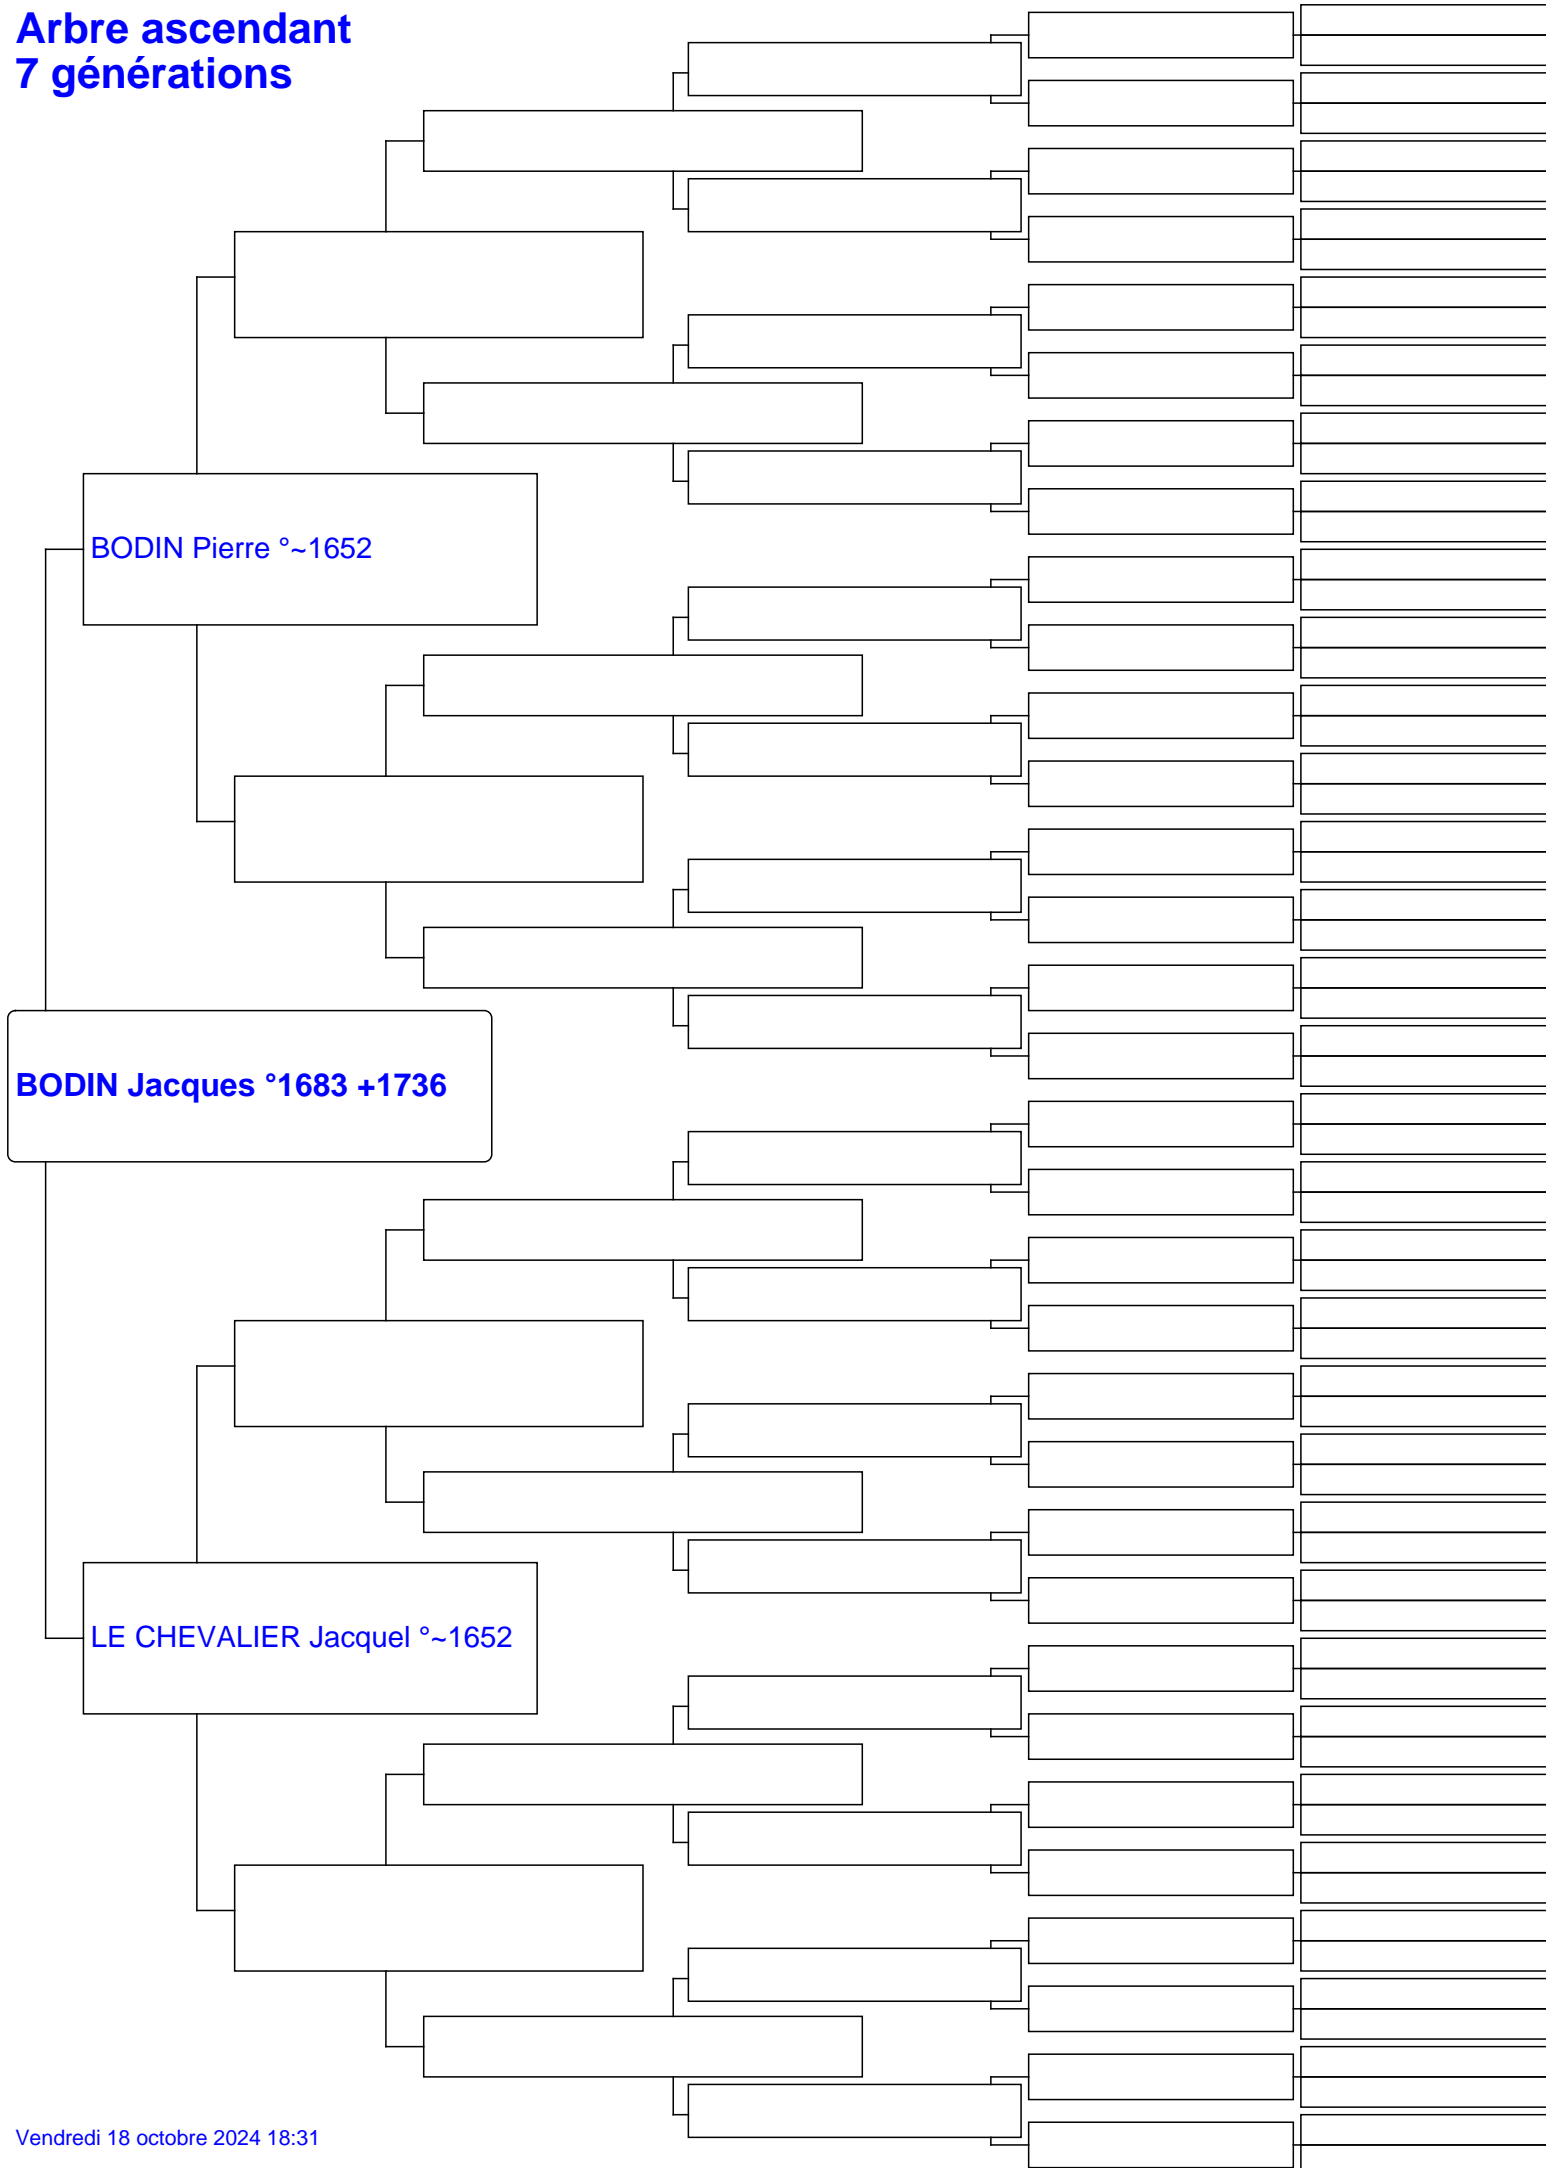 Arbre ascendant
7 générations
BODIN Pierre °~1652
BODIN Jacques °1683 +1736
LE CHEVALIER Jacquel °~1652
Vendredi 18 octobre 2024 18:31